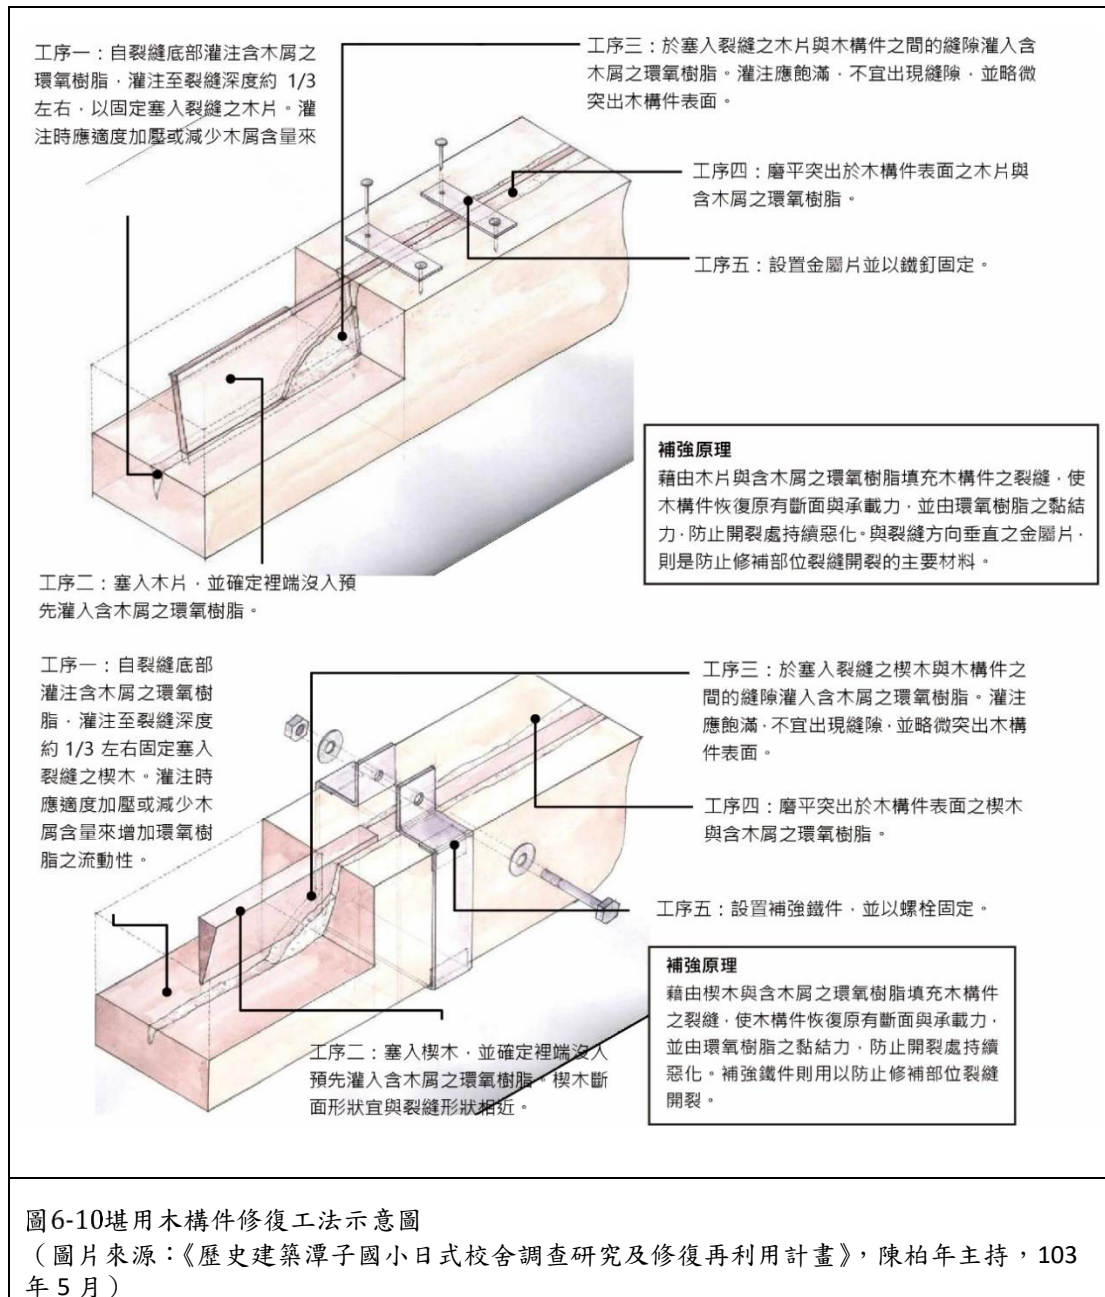 工序一：自裂縫底部灌注含木屑之
環氧樹脂，灌注至裂縫深度約 1/3
左右，以固定塞入裂縫之木片。灌
注時應適度加壓或減少木屑含量來
工序三：於塞入裂縫之木片與木構件之間的縫隙灌入含
木屑之環氧樹脂。灌注應飽滿，不宜出現縫隙，並略微
突出木構件表面。
工序四：磨平突出於木構件表面之木片與
含木屑之環氧樹脂。
工序五：設置金屬片並以鐵釘固定。
補強原理
藉由木片與含木屑之環氧樹脂填充木構件之裂縫，使
木構件恢復原有斷面與承載力，並由環氧樹脂之黏結
力，防止開裂處持續惡化。與裂縫方向垂直之金屬片，
則是防止修補部位裂縫開裂的主要材料。
工序二：塞入木片，並確定裡端沒入預
先灌入含木屑之環氧樹脂。
工序一：自裂縫底部
灌注含木屑之環氧樹
脂，灌注至裂縫深度
約 1/3 左右固定塞入
裂縫之楔木。灌注時
應適度加壓或減少木
屑含量來增加環氧樹
脂之流動性。
工序三：於塞入裂縫之楔木與木構件之
間的縫隙灌入含木屑之環氧樹脂。灌注
應飽滿，不宜出現縫隙，並略微突出木構
件表面。
工序四：磨平突出於木構件表面之楔木
與含木屑之環氧樹脂。
工序五：設置補強鐵件，並以螺栓固定。
補強原理
藉由楔木與含木屑之環氧樹脂填充木構件
之裂縫，使木構件恢復原有斷面與承載力，
並由環氧樹脂之黏結力，防止開裂處持續
惡化。補強鐵件則用以防止修補部位裂縫
開裂。
工序二：塞入楔木，並確定裡端沒入
預先灌入含木屑之環氧樹脂。楔木斷
面形狀宜與裂縫形狀相近。
圖6-10堪用木構件修復工法示意圖
（圖片來源：《歷史建築潭子國小日式校舍調查研究及修復再利用計畫》，陳柏年主持，103
年 5 月）